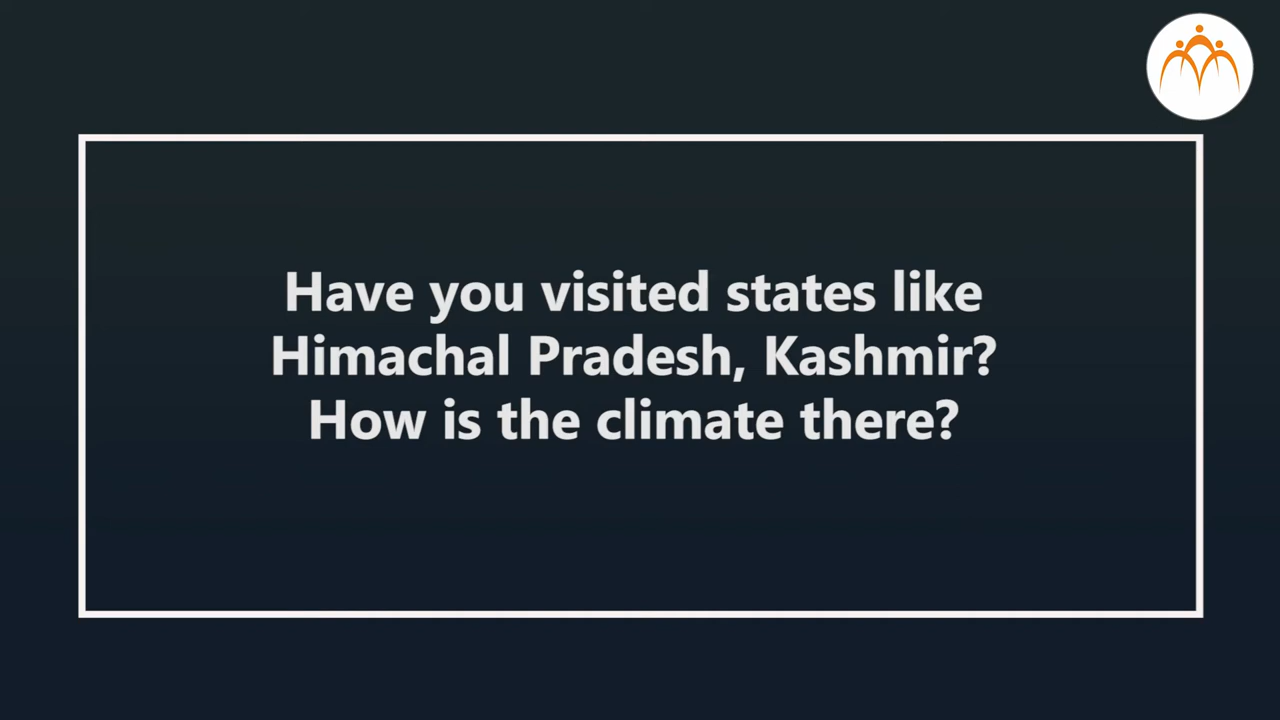 Have you visited states like
Himachal Pradesh, Kashmir?
How is the climate there?